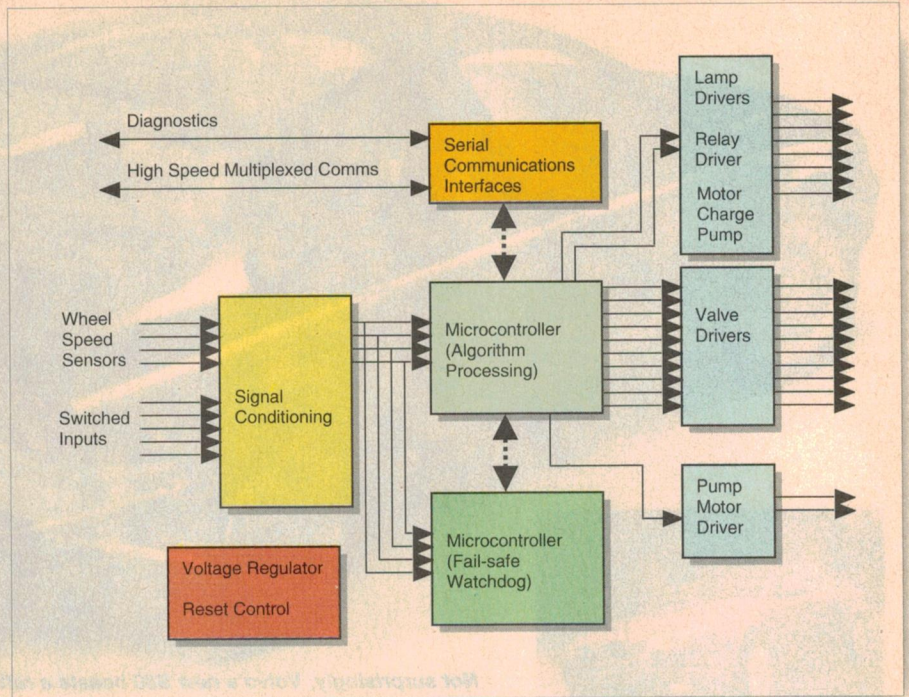 Diagnostics
High Speed Multiplexed Comms
Serial
Communications
Interfaces
Lamp
Drivers
Relay
Driver
Motor
Charge
Pump
Wheel
Speed
Sensors
Switched
Inputs
Signal
Conditioning
Microcontroller
(Algorithm
Processing)
Valve
Drivers
Microcontroller
(Fail-safe
Watchdog)
Pump
Motor
Driver
Voltage Regulator
Reset Control